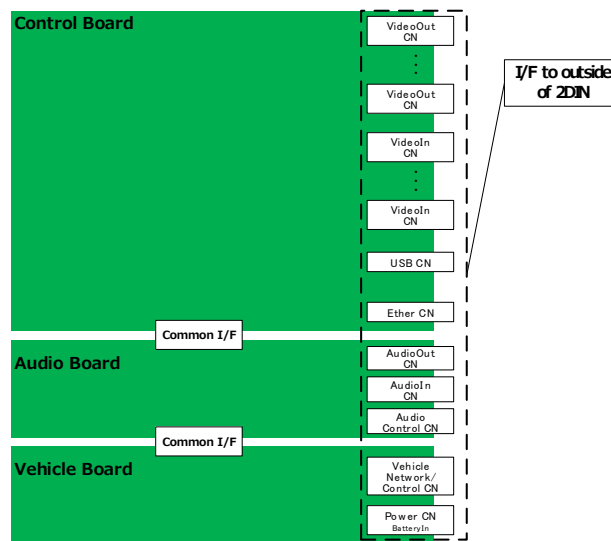 Control Board
VideoOut
CN
VideoOut
CN
VideoIn
CN
VideoIn
CN
USB CN
Ether CN
I/F to outside
of 2DIN
Common I/F
Audio Board
AudioOut
CN
AudioIn
CN
Audio
Control CN
Common I/F
Vehicle Board
Vehicle
Network/
Control CN
Power CN
BatteryIn